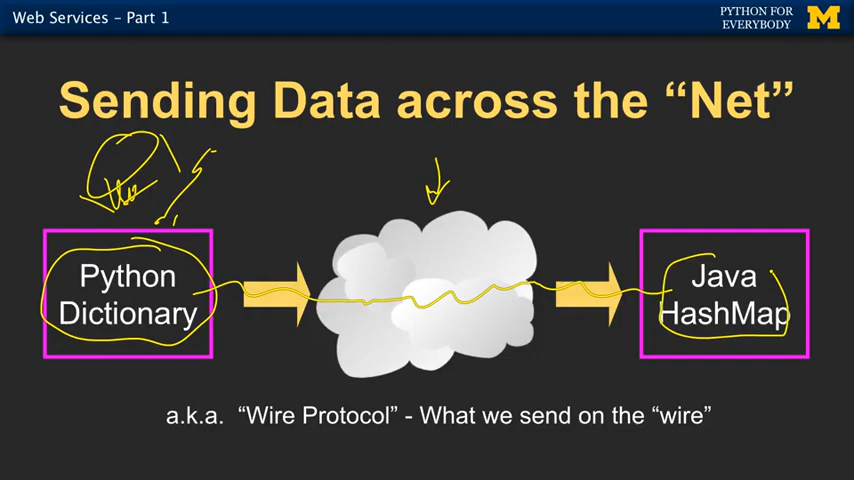 Web Services – Part 1
PYTHON FOR
EVERYBODY
M
Sending Data across the “Net”
Python
Dictionary
Java
HashMap
a.k.a. “Wire Protocol” - What we send on the “wire”